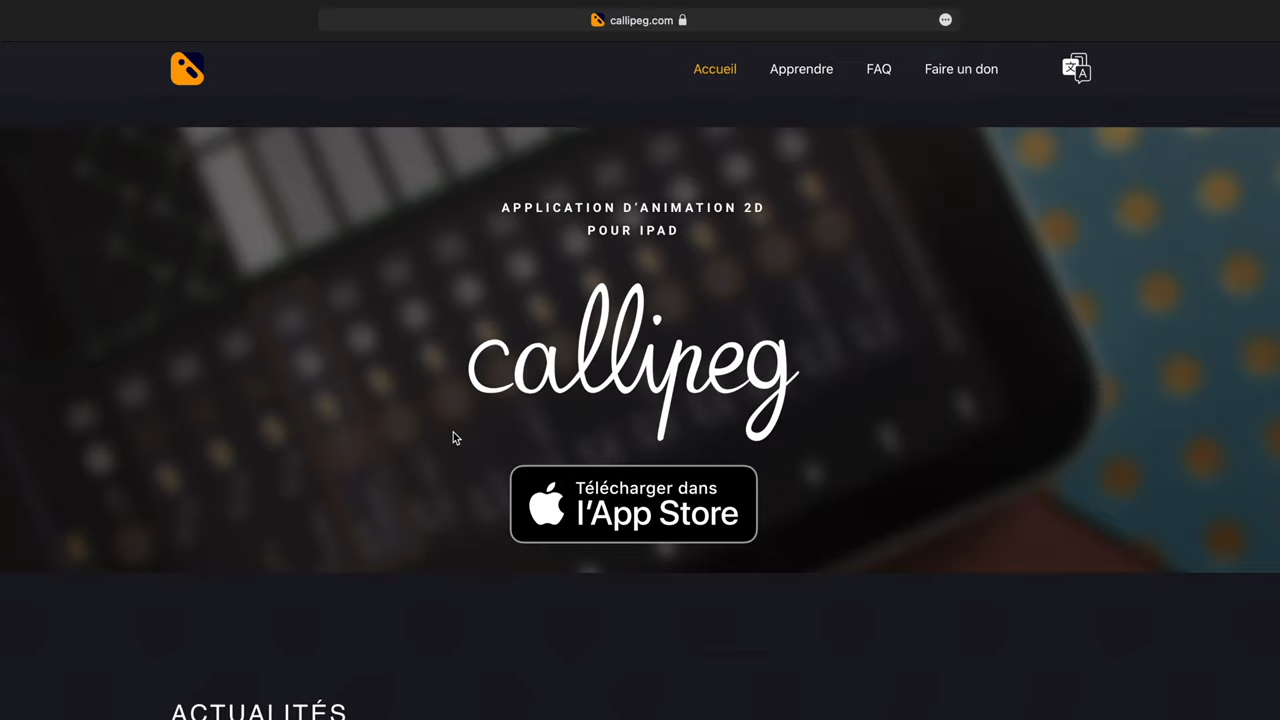 callipeg.com
Accueil Apprendre FAQ Faire un don
文 A
APPLICATION D'ANIMATION 2D
POUR IPAD
callipeg
Télécharger dans
l'App Store
ACTUALITÉS